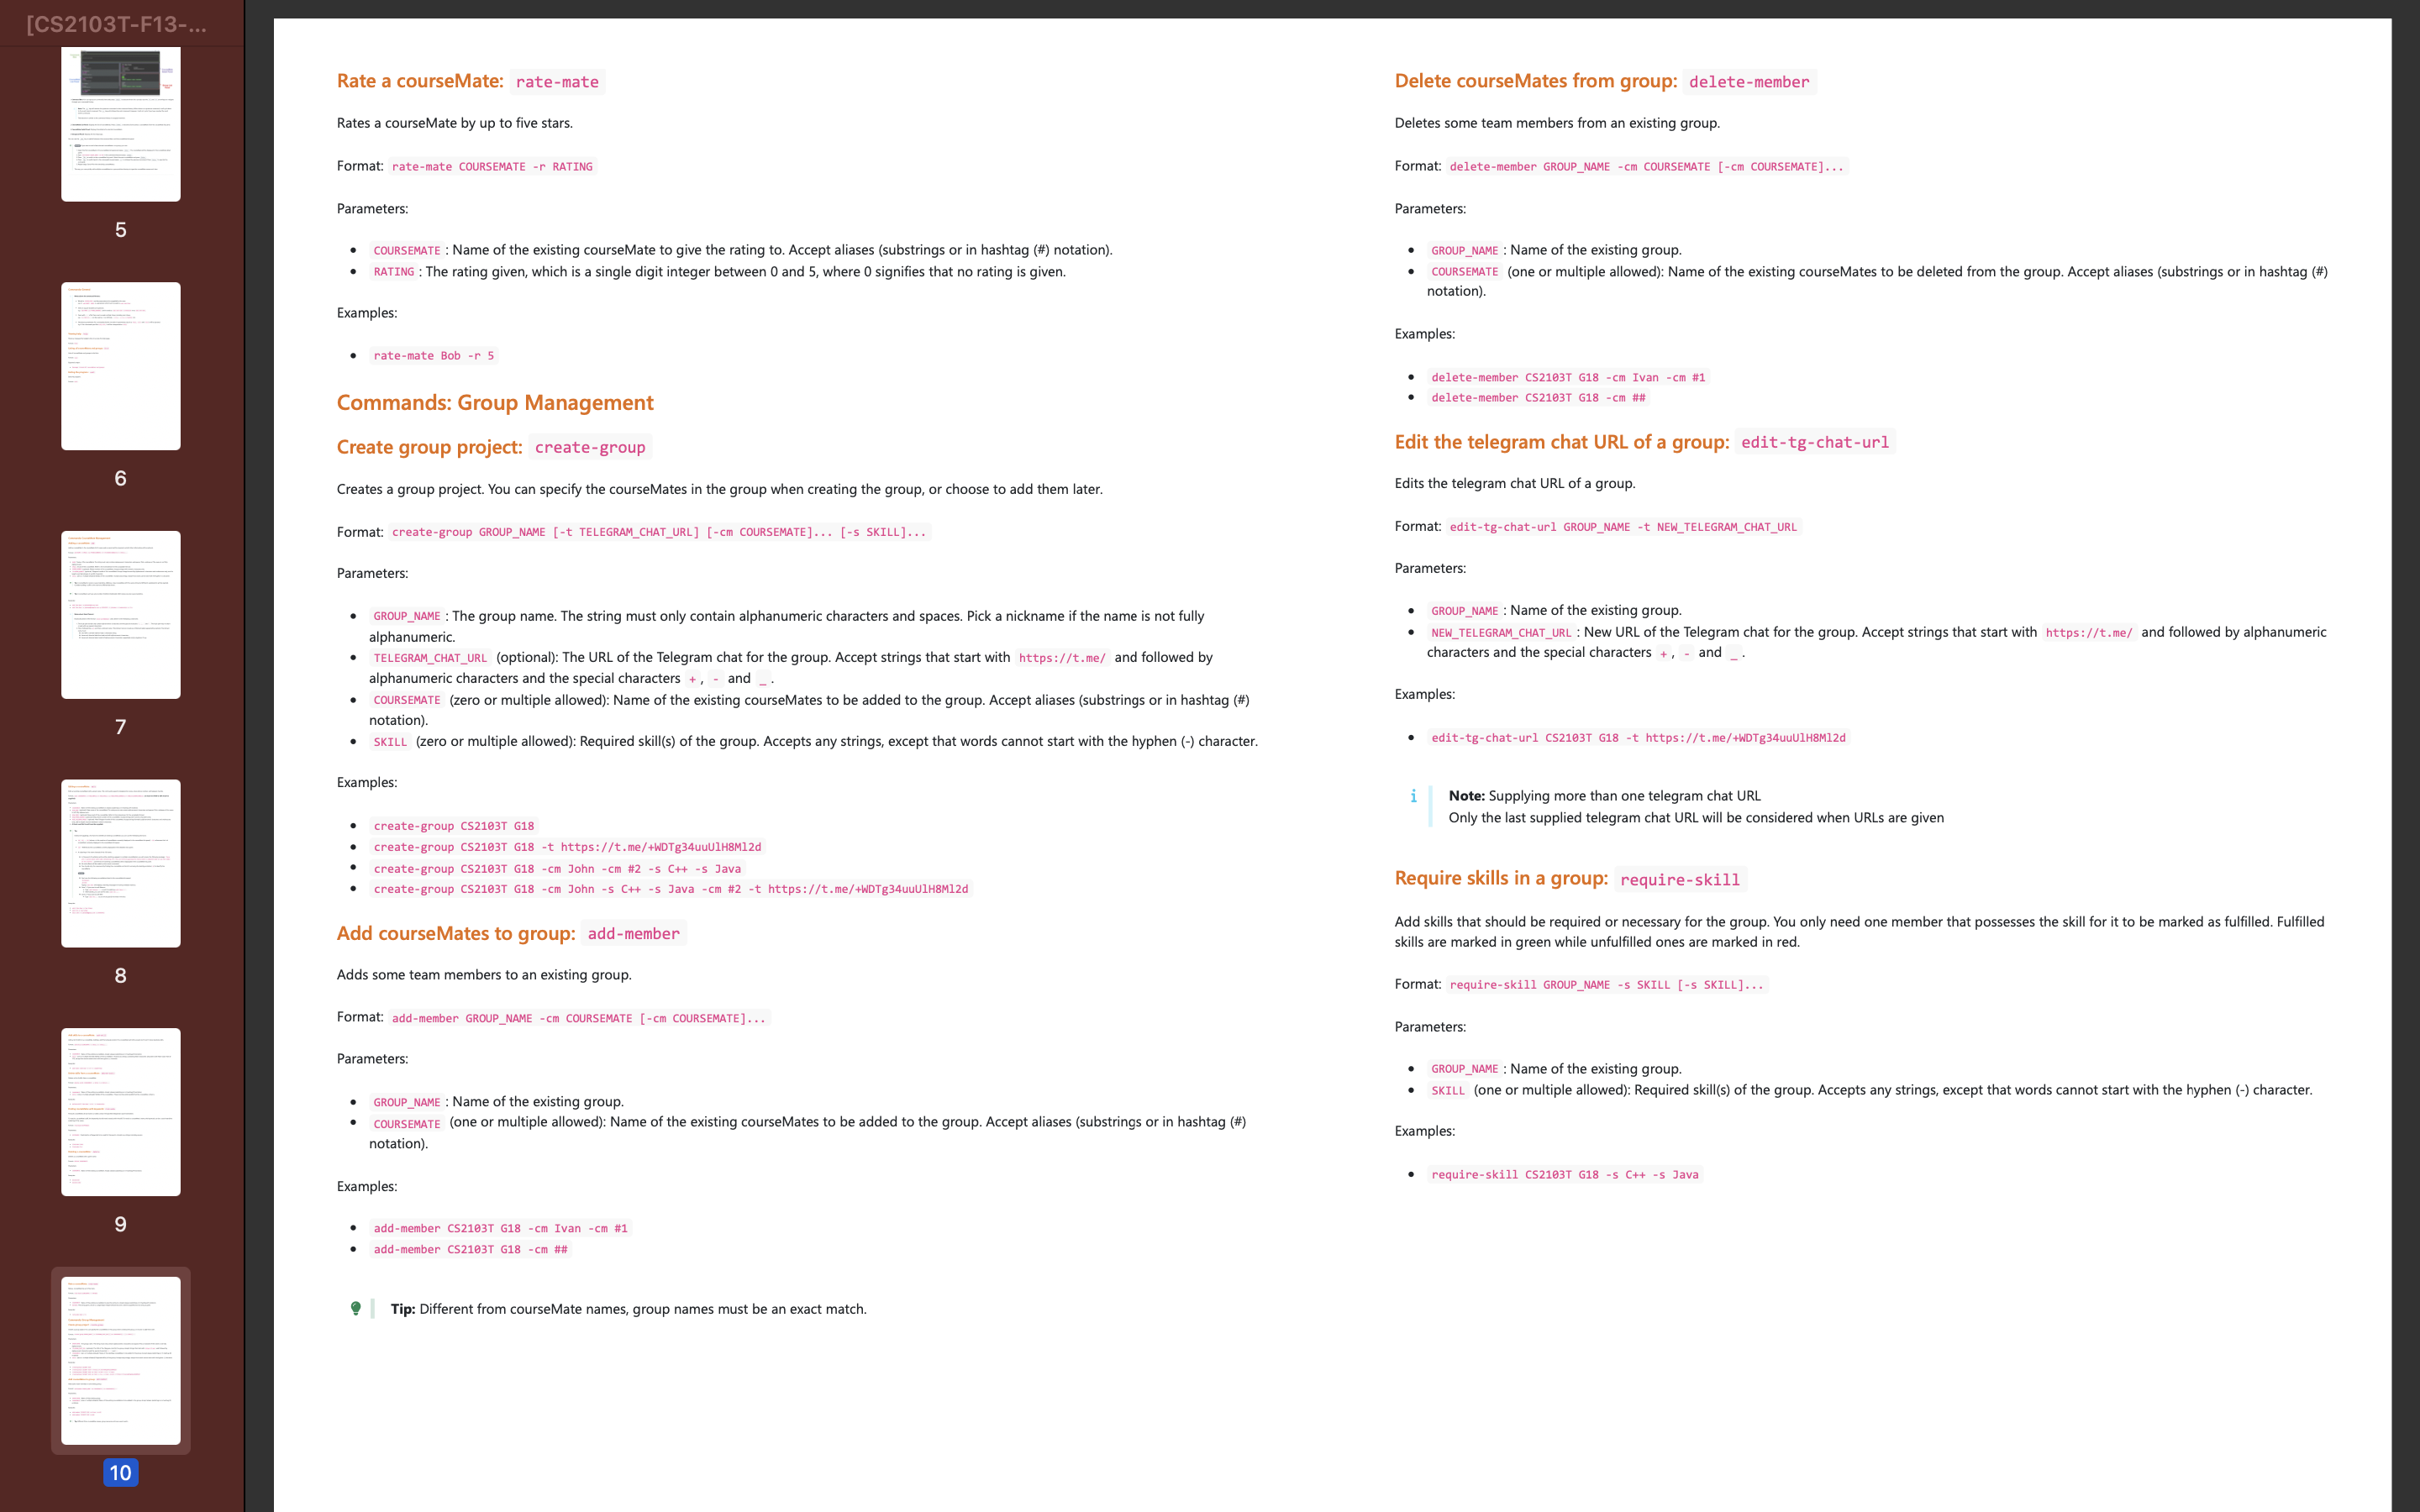 [CS2103T-F13-...
5
6
7
8
9
10
Rate a courseMate: rate-mate
Rates a courseMate by up to five stars.
Format: rate-mate COURSEMATE -r RATING
Parameters:
• COURSEMATE : Name of the existing courseMate to give the rating to. Accept aliases (substrings or in hashtag (#) notation).
• RATING : The rating given, which is a single digit integer between 0 and 5, where 0 signifies that no rating is given.
Examples:
• rate-mate Bob -r 5
Commands: Group Management
Create group project: create-group
Creates a group project. You can specify the courseMates in the group when creating the group, or choose to add them later.
Format: create-group GROUP_NAME [-t TELEGRAM_CHAT_URL] [-cm COURSEMATE]... [-s SKILL]...
Parameters:
• GROUP_NAME : The group name. The string must only contain alphanumeric characters and spaces. Pick a nickname if the name is not fully
alphanumeric.
• TELEGRAM_CHAT_URL (optional): The URL of the Telegram chat for the group. Accept strings that start with https://t.me/ and followed by
alphanumeric characters and the special characters + , - and _ .
• COURSEMATE (zero or multiple allowed): Name of the existing courseMates to be added to the group. Accept aliases (substrings or in hashtag (#)
notation).
• SKILL (zero or multiple allowed): Required skill(s) of the group. Accepts any strings, except that words cannot start with the hyphen (-) character.
Examples:
• create-group CS2103T G18
• create-group CS2103T G18 -t https://t.me/+WDTg34uuUlH8Ml2d
• create-group CS2103T G18 -cm John -cm #2 -s C++ -s Java
• create-group CS2103T G18 -cm John -s C++ -s Java -cm #2 -t https://t.me/+WDTg34uuUlH8Ml2d
Add courseMates to group: add-member
Adds some team members to an existing group.
Format: add-member GROUP_NAME -cm COURSEMATE [-cm COURSEMATE]...
Parameters:
• GROUP_NAME : Name of the existing group.
• COURSEMATE (one or multiple allowed): Name of the existing courseMates to be added to the group. Accept aliases (substrings or in hashtag (#)
notation).
Examples:
• add-member CS2103T G18 -cm Ivan -cm #1
• add-member CS2103T G18 -cm ##
Tip: Different from courseMate names, group names must be an exact match.
Delete courseMates from group: delete-member
Deletes some team members from an existing group.
Format: delete-member GROUP_NAME -cm COURSEMATE [-cm COURSEMATE]...
Parameters:
• GROUP_NAME : Name of the existing group.
• COURSEMATE (one or multiple allowed): Name of the existing courseMates to be deleted from the group. Accept aliases (substrings or in hashtag (#)
notation).
Examples:
• delete-member CS2103T G18 -cm Ivan -cm #1
• delete-member CS2103T G18 -cm ##
Edit the telegram chat URL of a group: edit-tg-chat-url
Edits the telegram chat URL of a group.
Format: edit-tg-chat-url GROUP_NAME -t NEW_TELEGRAM_CHAT_URL
Parameters:
• GROUP_NAME : Name of the existing group.
• NEW_TELEGRAM_CHAT_URL : New URL of the Telegram chat for the group. Accept strings that start with https://t.me/ and followed by alphanumeric
characters and the special characters + , - and _ .
Examples:
• edit-tg-chat-url CS2103T G18 -t https://t.me/+WDTg34uuUlH8Ml2d
Note: Supplying more than one telegram chat URL
Only the last supplied telegram chat URL will be considered when URLs are given
Require skills in a group: require-skill
Add skills that should be required or necessary for the group. You only need one member that possesses the skill for it to be marked as fulfilled. Fulfilled
skills are marked in green while unfulfilled ones are marked in red.
Format: require-skill GROUP_NAME -s SKILL [-s SKILL]...
Parameters:
• GROUP_NAME : Name of the existing group.
• SKILL (one or multiple allowed): Required skill(s) of the group. Accepts any strings, except that words cannot start with the hyphen (-) character.
Examples:
• require-skill CS2103T G18 -s C++ -s Java